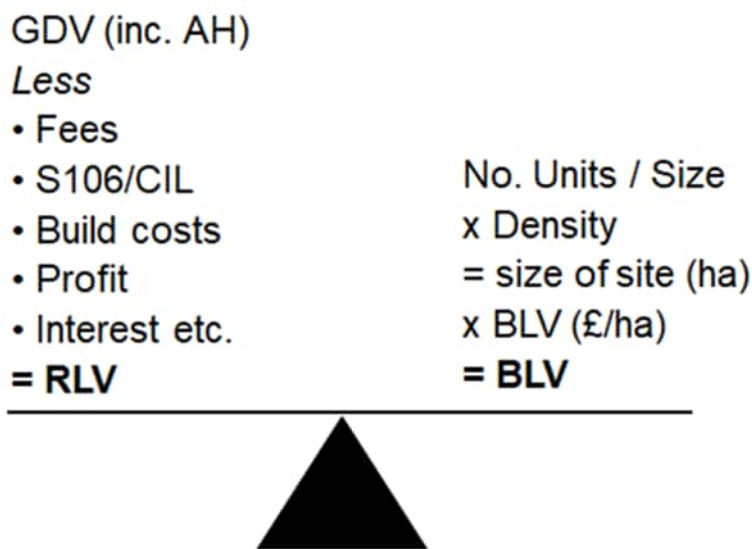 GDV (inc. AH)
Less
• Fees
• S106/CIL
• Build costs
• Profit
• Interest etc.
= RLV
No. Units / Size
x Density
= size of site (ha)
x BLV (£/ha)
= BLV